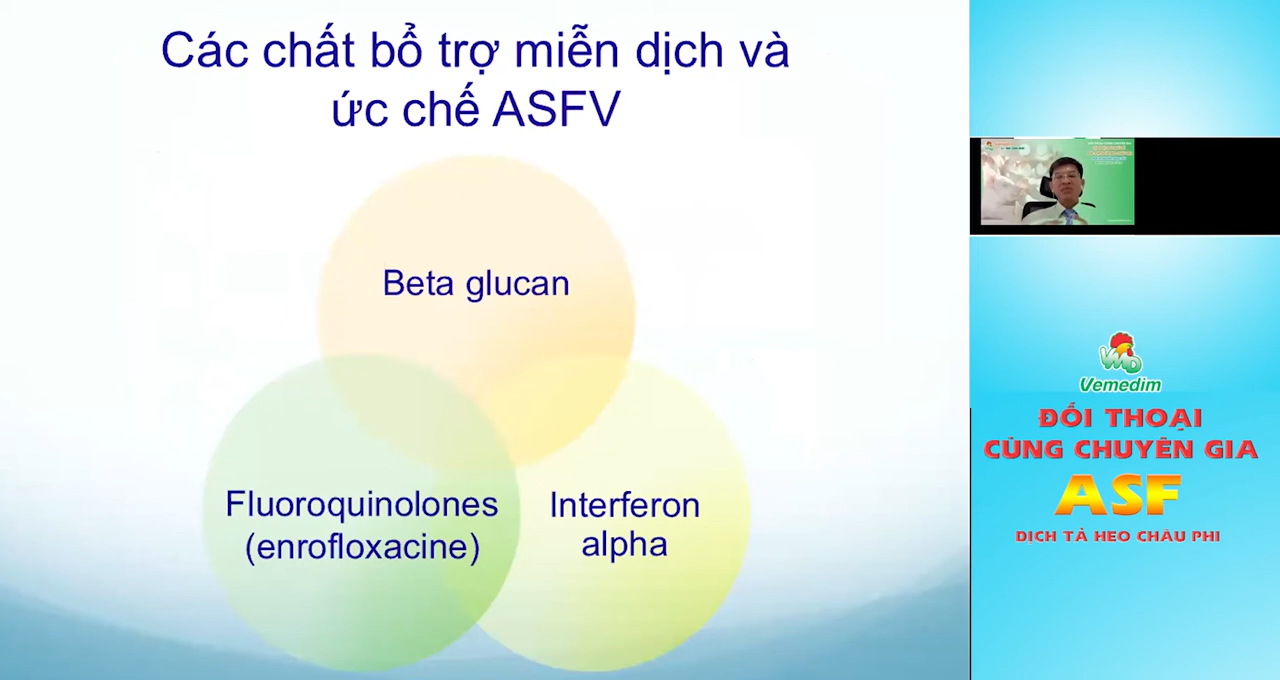 Các chất bổ trợ miễn dịch và
ức chế ASFV
Beta glucan
Fluoroquinolones
(enrofloxacine)
Interferon
alpha
VMD
Vemedim
ĐỐI THOẠI
CÙNG CHUYÊN GIA
ASF
DỊCH TẢ HEO CHÂU PHI